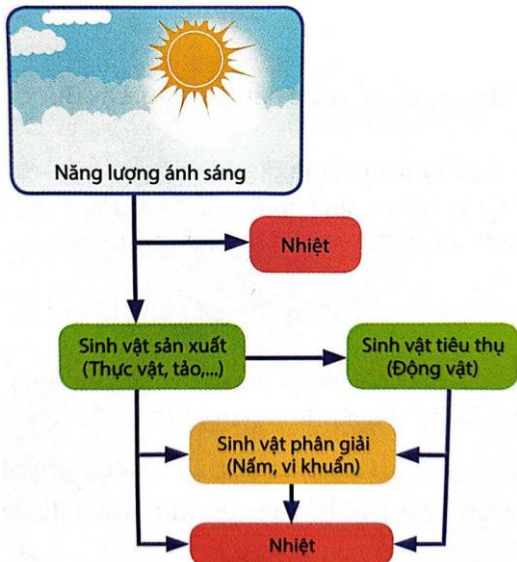 Năng lượng ánh sáng
Nhiệt
Sinh vật sản xuất
(Thực vật, tảo,...)
Sinh vật tiêu thụ
(Động vật)
Sinh vật phân giải
(Nấm, vi khuẩn)
Nhiệt